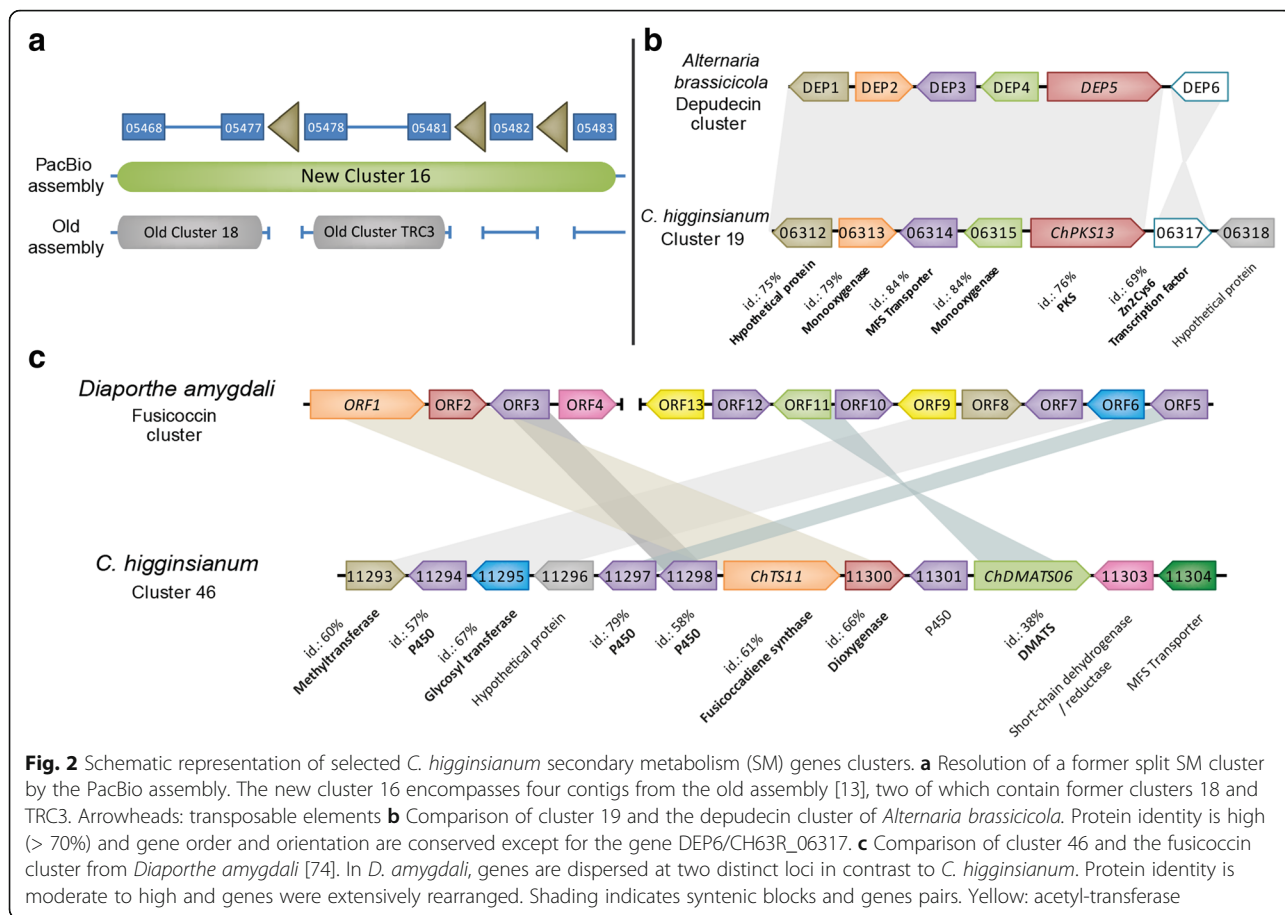 a
05468 05477 05478 05481 05482 05483
PacBio
assembly
New Cluster 16
Old
assembly
Old Cluster 18
Old Cluster TRC3
b
Alternaria
brassicicola
Depudecin
cluster
DEP1 DEP2 DEP3 DEP4 DEP5 DEP6
C. higginsianum
Cluster 19
06312 06313 06314 06315 ChPKS13 06317 06318
id.: 75%
Hypothetical protein
id.: 79%
Monooxygenase
id.: 84%
MFS Transporter
id.: 84%
Monooxygenase
id.: 76%
PKS
id.: 69%
Zn2Cys6
Transcription factor
Hypothetical protein
c
Diaporthe amygdali
Fusicoccin
cluster
ORF1 ORF2 ORF3 ORF4 ORF13 ORF12 ORF11 ORF10 ORF9 ORF8 ORF7 ORF6 ORF5
C. higginsianum
Cluster 46
11293 11294 11295 11296 11297 11298 ChTS11 11300 11301 ChDMATS06 11303 11304
id.: 60%
Methyltransferase
id.: 57%
P450
id.: 67%
Glycosyl transferase
Hypothetical protein
id.: 79%
P450
id.: 58%
P450
id.: 61%
Fusicoccadiene synthase
id.: 66%
Dioxygenase
P450
id.: 38%
DMATS
Short-chain dehydrogenase
/ reductase
MFS Transporter
Fig. 2 Schematic representation of selected C. higginsianum secondary metabolism (SM) genes clusters. a Resolution of a former split SM cluster
by the PacBio assembly. The new cluster 16 encompasses four contigs from the old assembly [13], two of which contain former clusters 18 and
TRC3. Arrowheads: transposable elements b Comparison of cluster 19 and the depudecin cluster of Alternaria brassicicola. Protein identity is high
(> 70%) and gene order and orientation are conserved except for the gene DEP6/CH63R_06317. c Comparison of cluster 46 and the fusicoccin
cluster from Diaporthe amygdali [74]. In D. amygdali, genes are dispersed at two distinct loci in contrast to C. higginsianum. Protein identity is
moderate to high and genes were extensively rearranged. Shading indicates syntenic blocks and genes pairs. Yellow: acetyl-transferase